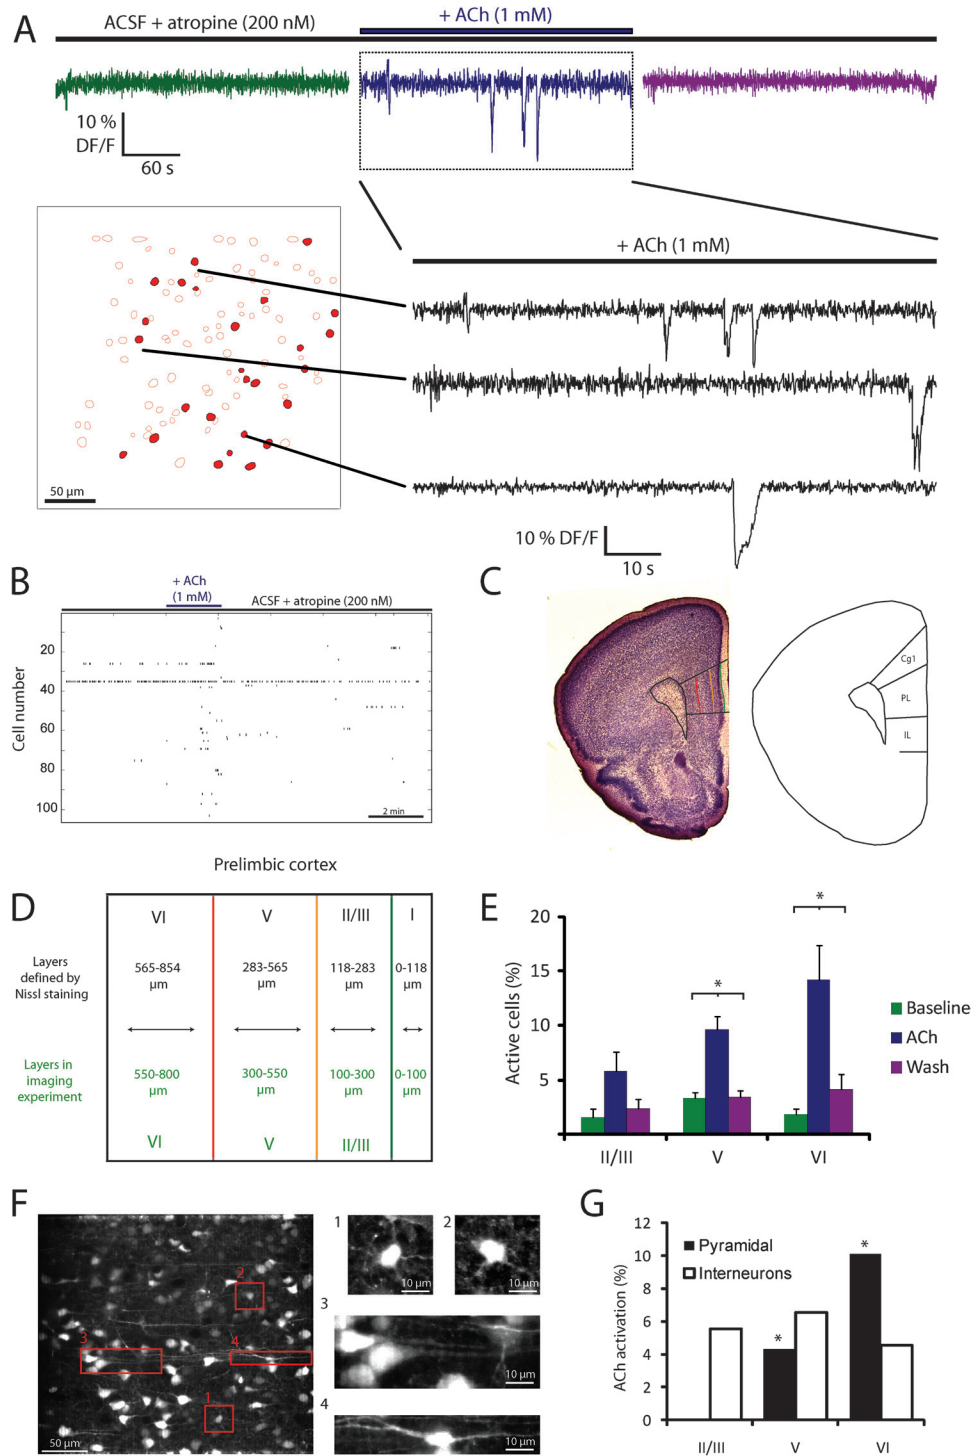 A
ACSF + atropine (200 nM)
+ ACh (1 mM)
10 %
DF/F
60 s
+ ACh (1 mM)
50 µm
10 % DF/F
10 s
B
+ ACh
(1 mM)
ACSF + atropine (200 nM)
Cell number
20
40
60
80
100
2 min
C
Cg1
PL
IL
Prelimbic cortex
D
VI
V
II/III
I
Layers
defined by
Nissl staining
565-854
µm
283-565
µm
118-283
µm
0-118
µm
Layers in
imaging
experiment
550-800
µm
300-550
µm
100-300
µm
0-100
µm
VI
V
II/III
E
Active cells (%)
20
15
10
5
*
*
II/III
V
VI
Baseline
ACh
Wash
F
1
2
3
4
50 µm
1
10 µm
2
10 µm
3
10 µm
4
10 µm
G
ACh activation (%)
12
10
8
6
4
2
0
Pyramidal
Interneurons
*
*
II/III
V
VI